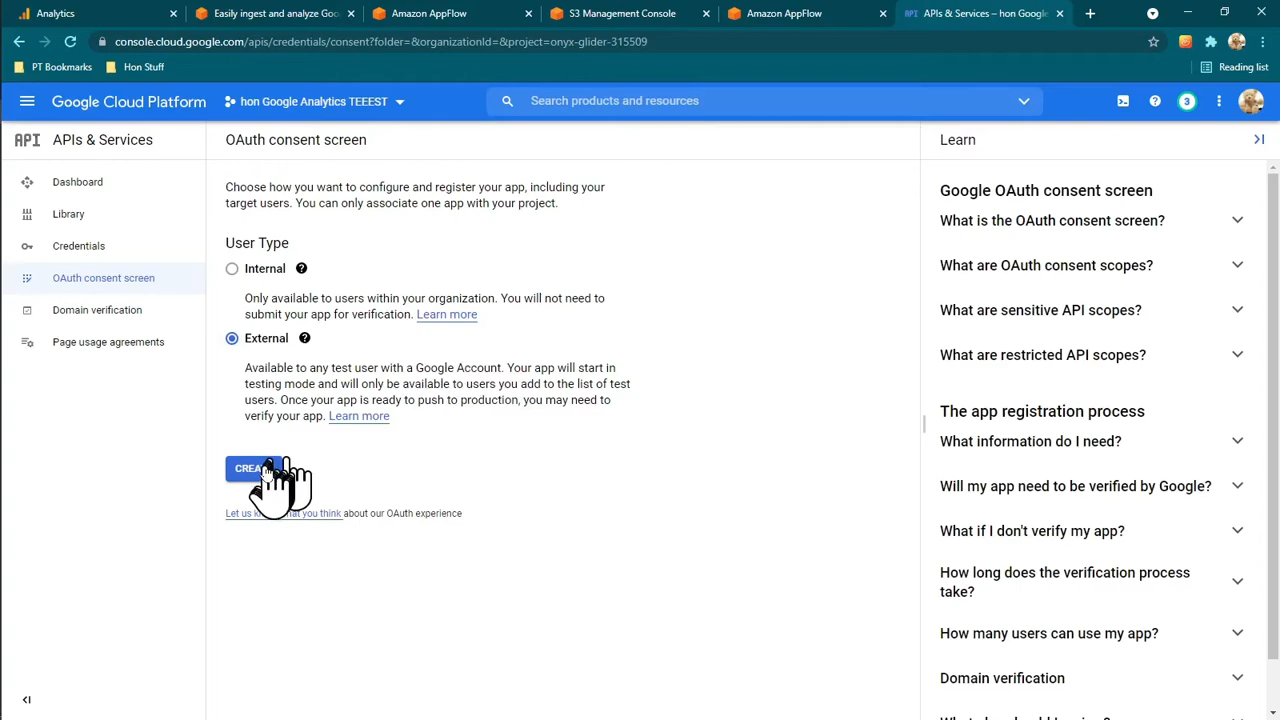 Analytics
Easily ingest and analyze Goo
Amazon AppFlow
S3 Management Console
Amazon AppFlow
APIs & Services – hon Google
console.cloud.google.com/apis/credentials/consent?folder=&organizationId=&project=onyx-glider-315509
PT Bookmarks
Hon Stuff
Reading list
Google Cloud Platform
hon Google Analytics TEEEST
Search products and resources
3
API
APIs & Services
OAuth consent screen
Learn
Dashboard
Library
Credentials
OAuth consent screen
Domain verification
Page usage agreements
Choose how you want to configure and register your app, including your
target users. You can only associate one app with your project.
User Type
Internal
Only available to users within your organization. You will not need to
submit your app for verification. Learn more
External
Available to any test user with a Google Account. Your app will start in
testing mode and will only be available to users you add to the list of test
users. Once your app is ready to push to production, you may need to
verify your app. Learn more
Let us you think about our OAuth experience
Google OAuth consent screen
What is the OAuth consent screen?
What are OAuth consent scopes?
What are sensitive API scopes?
What are restricted API scopes?
The app registration process
What information do I need?
Will my app need to be verified by Google?
What if I don't verify my app?
How long does the verification process
take?
How many users can use my app?
Domain verification